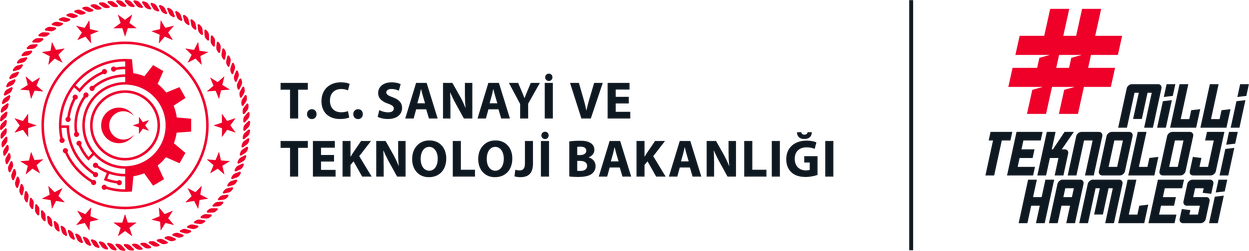 T.C. SANAYİ VE
TEKNOLOJİ BAKANLIĞI
#
MİLLİ
TEKNOLOJİ
HAMLESİ